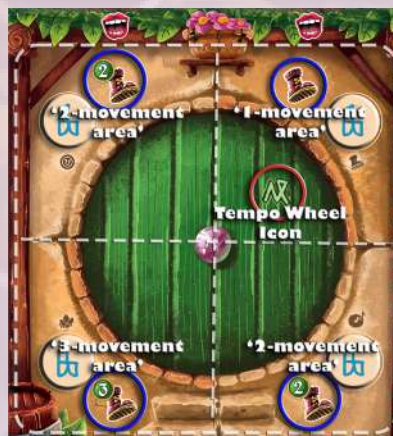 2
'2-movement
area'
'1-movement
area'
Tempo Wheel
Icon
'3-movement
area'
'2-movement
area'
3
2